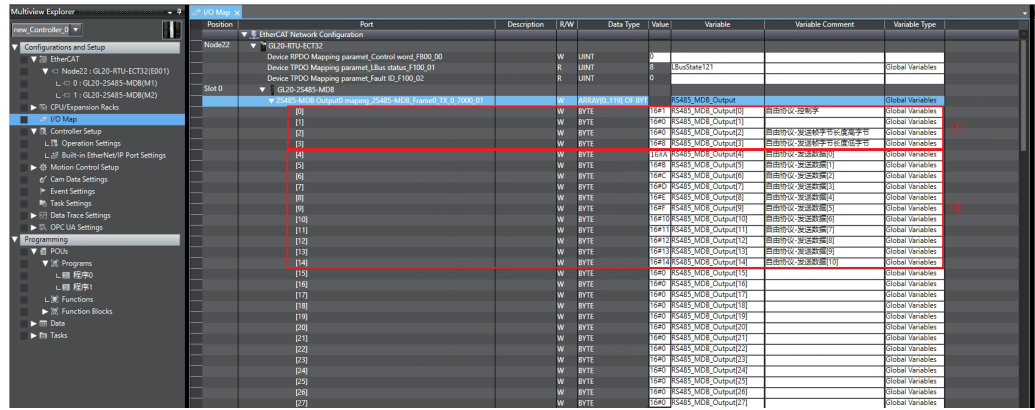 Multiview Explorer
I/O Map
new_Controller_0
Configurations and Setup
EtherCAT
Node22 : GL20-RTU-ECT32(E001)
0 : GL20-2S485-MDB(M1)
1 : GL20-2S485-MDB(M2)
CPU/Expansion Racks
I/O Map
Controller Setup
Operation Settings
Built-in EtherNet/IP Port Settings
Motion Control Setup
Cam Data Settings
Event Settings
Task Settings
Data Trace Settings
OPC UA Settings
Programming
POUs
Programs
程序0
程序1
Functions
Function Blocks
Data
Tasks
Position Port Description R/W Data Type Value Variable Variable Comment Variable Type
EtherCAT Network Configuration
Node22 GL20-RTU-ECT32
Device RPDO Mapping paramet_Control word_F800_00 W UINT 0
Device TPDO Mapping paramet_LBus status_F100_01 R UINT 8 LBusState121 Global Variables
Device TPDO Mapping paramet_Fault ID_F100_02 R UINT 0
Slot 0 GL20-2S485-MDB
2S485-MDB Output0 maping_2S485-MDB_Frame0_TX_0_7000_01 W ARRAY[0..119] OF BYT RS485_MDB_Output Global Variables
[0] W BYTE 16#1 RS485_MDB_Output[0] 自由协议-控制字 Global Variables
[1] W BYTE 16#0 RS485_MDB_Output[1] Global Variables
1
[2] W BYTE 16#0 RS485_MDB_Output[2] 自由协议-发送帧字节长度高字节 Global Variables
[3] W BYTE 16#B RS485_MDB_Output[3] 自由协议-发送帧字节长度低字节 Global Variables
[4] W BYTE 16#A RS485_MDB_Output[4] 自由协议-发送数据[0] Global Variables
[5] W BYTE 16#B RS485_MDB_Output[5] 自由协议-发送数据[1] Global Variables
[6] W BYTE 16#C RS485_MDB_Output[6] 自由协议-发送数据[2] Global Variables
[7] W BYTE 16#D RS485_MDB_Output[7] 自由协议-发送数据[3] Global Variables
[8] W BYTE 16#E RS485_MDB_Output[8] 自由协议-发送数据[4] Global Variables
[9] W BYTE 16#F RS485_MDB_Output[9] 自由协议-发送数据[5] Global Variables
2
[10] W BYTE 16#10 RS485_MDB_Output[10] 自由协议-发送数据[6] Global Variables
[11] W BYTE 16#11 RS485_MDB_Output[11] 自由协议-发送数据[7] Global Variables
[12] W BYTE 16#12 RS485_MDB_Output[12] 自由协议-发送数据[8] Global Variables
[13] W BYTE 16#13 RS485_MDB_Output[13] 自由协议-发送数据[9] Global Variables
[14] W BYTE 16#14 RS485_MDB_Output[14] 自由协议-发送数据[10] Global Variables
[15] W BYTE 16#0 RS485_MDB_Output[15] Global Variables
[16] W BYTE 16#0 RS485_MDB_Output[16] Global Variables
[17] W BYTE 16#0 RS485_MDB_Output[17] Global Variables
[18] W BYTE 16#0 RS485_MDB_Output[18] Global Variables
[19] W BYTE 16#0 RS485_MDB_Output[19] Global Variables
[20] W BYTE 16#0 RS485_MDB_Output[20] Global Variables
[21] W BYTE 16#0 RS485_MDB_Output[21] Global Variables
[22] W BYTE 16#0 RS485_MDB_Output[22] Global Variables
[23] W BYTE 16#0 RS485_MDB_Output[23] Global Variables
[24] W BYTE 16#0 RS485_MDB_Output[24] Global Variables
[25] W BYTE 16#0 RS485_MDB_Output[25] Global Variables
[26] W BYTE 16#0 RS485_MDB_Output[26] Global Variables
[27] W BYTE 16#0 RS485_MDB_Output[27] Global Variables